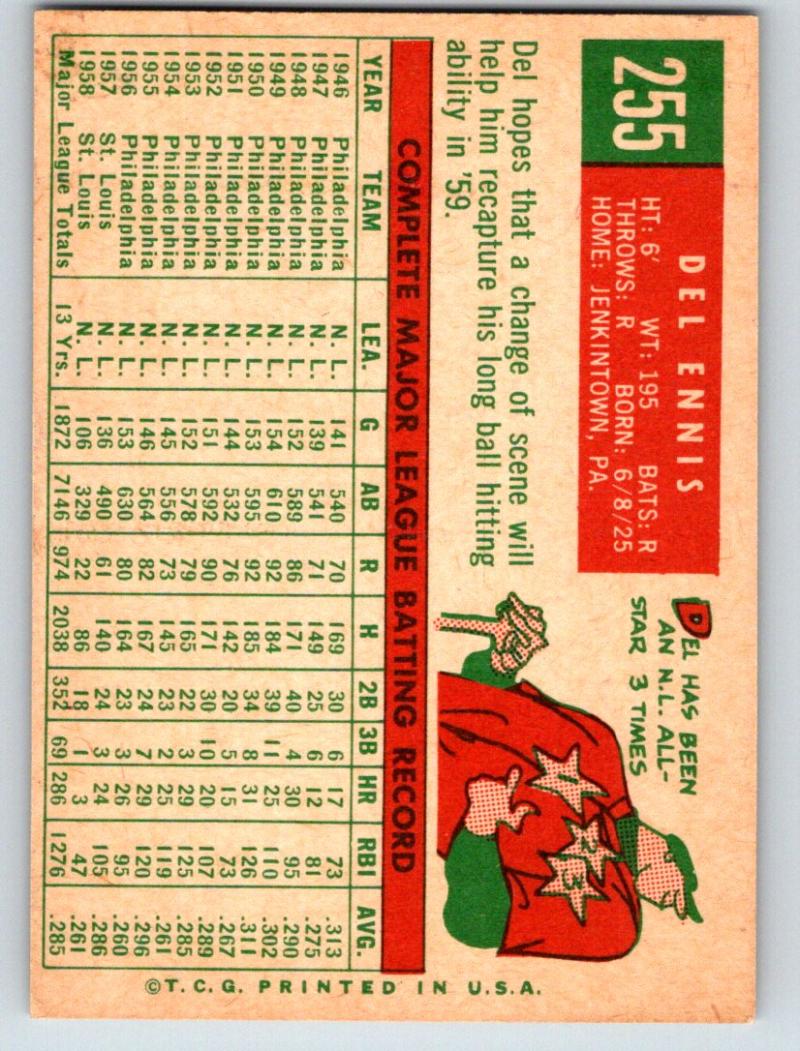 255
DEL ENNIS
HT: 6' WT: 195 BATS: R
THROWS: R BORN: 6/8/25
HOME: JENKINTOWN, PA.
DEL HAS BEEN
AN N.L. ALL-
STAR 3 TIMES
1
2
3
Del hopes that a change of scene will
help him recapture his long ball hitting
ability in '59.
COMPLETE MAJOR LEAGUE BATTING RECORD
YEAR TEAM LEA. G AB R H 2B 3B HR RBI AVG.
1946 Philadelphia N. L. 141 540 70 169 30 6 17 73 .313
1947 Philadelphia N. L. 139 541 71 149 25 6 12 81 .275
1948 Philadelphia N. L. 152 589 86 171 40 4 30 95 .290
1949 Philadelphia N. L. 154 610 92 184 39 11 25 110 .302
1950 Philadelphia N. L. 153 595 92 185 34 8 31 126 .311
1951 Philadelphia N. L. 144 532 76 142 20 5 15 73 .267
1952 Philadelphia N. L. 151 592 90 171 30 10 20 107 .289
1953 Philadelphia N. L. 152 578 79 165 22 3 29 125 .285
1954 Philadelphia N. L. 145 556 73 145 23 2 25 119 .261
1955 Philadelphia N. L. 146 564 82 167 24 7 29 120 .296
1956 Philadelphia N. L. 153 630 80 164 23 3 26 95 .260
1957 St. Louis N. L. 136 490 61 140 24 3 24 105 .286
1958 St. Louis N. L. 106 329 22 86 18 1 3 47 .261
Major League Totals 13 Yrs. 1872 7146 974 2038 352 69 286 1276 .285
©T.C.G. PRINTED IN U.S.A.